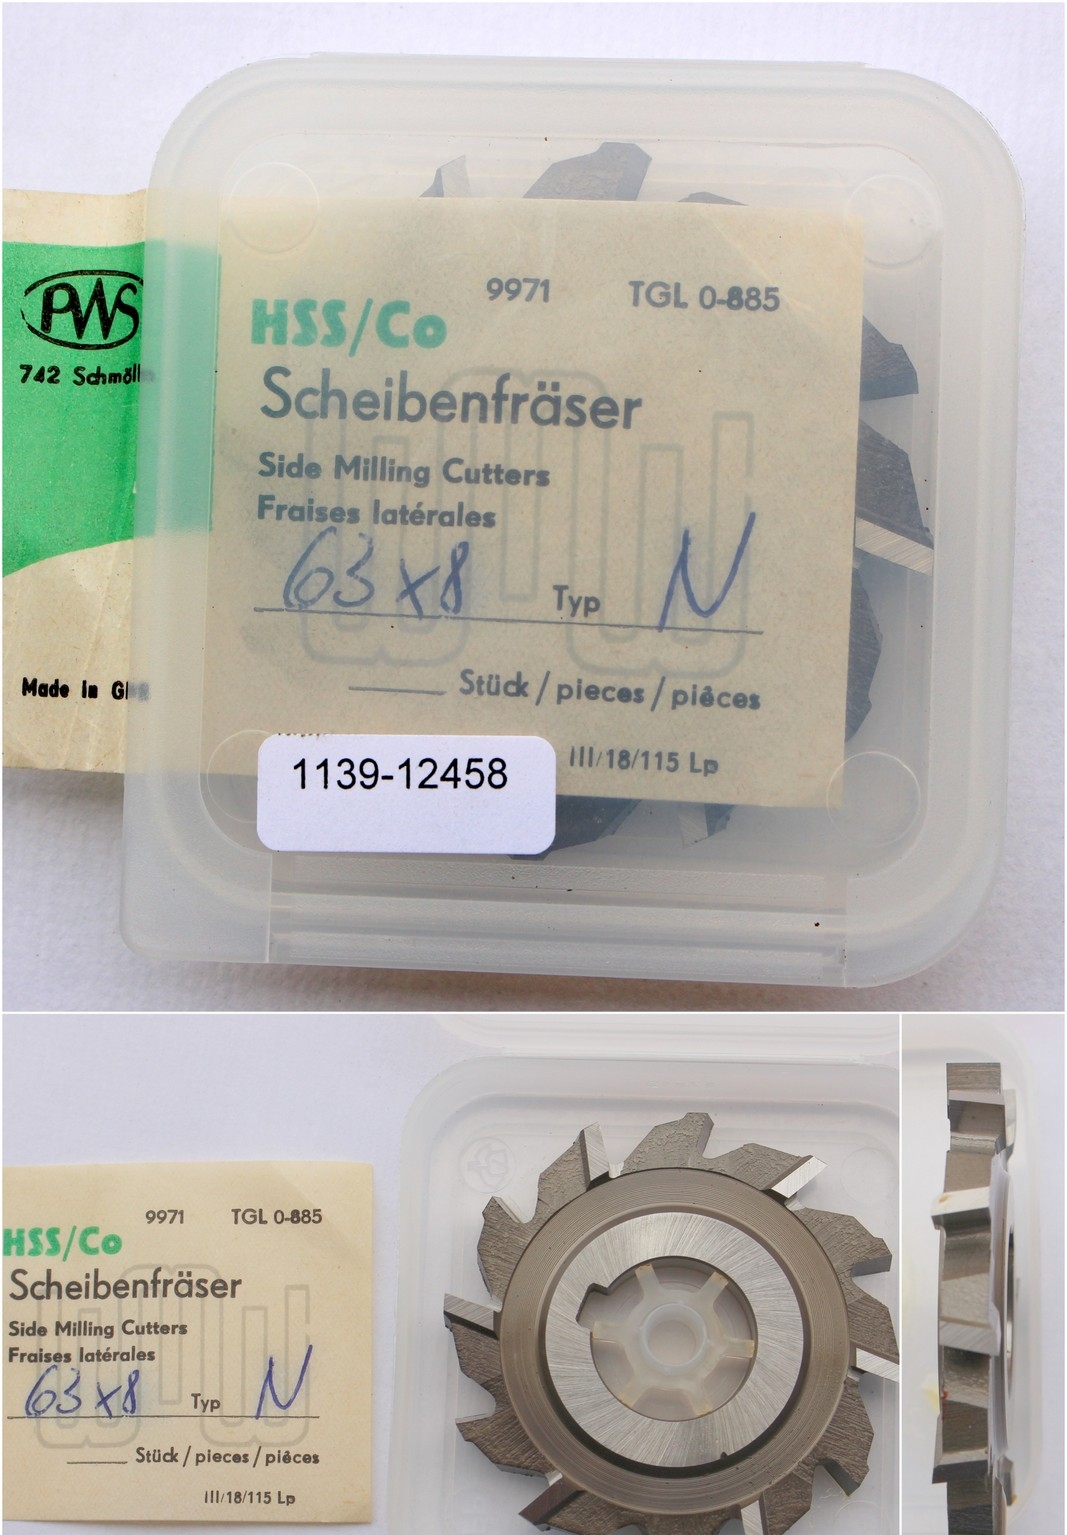 PWS
742 Schmöll
Made in G
9971 TGL 0-885
HSS/Co
Scheibenfräser
Side Milling Cutters
Fraises latérales
63x8 Typ N
Stück/pieces/pièces
III/18/115 Lp
1139-12458
9971 TGL 0-885
HSS/Co
Scheibenfräser
Side Milling Cutters
Fraises latérales
63x8 Typ N
Stück/pieces/pièces
III/18/115 Lp